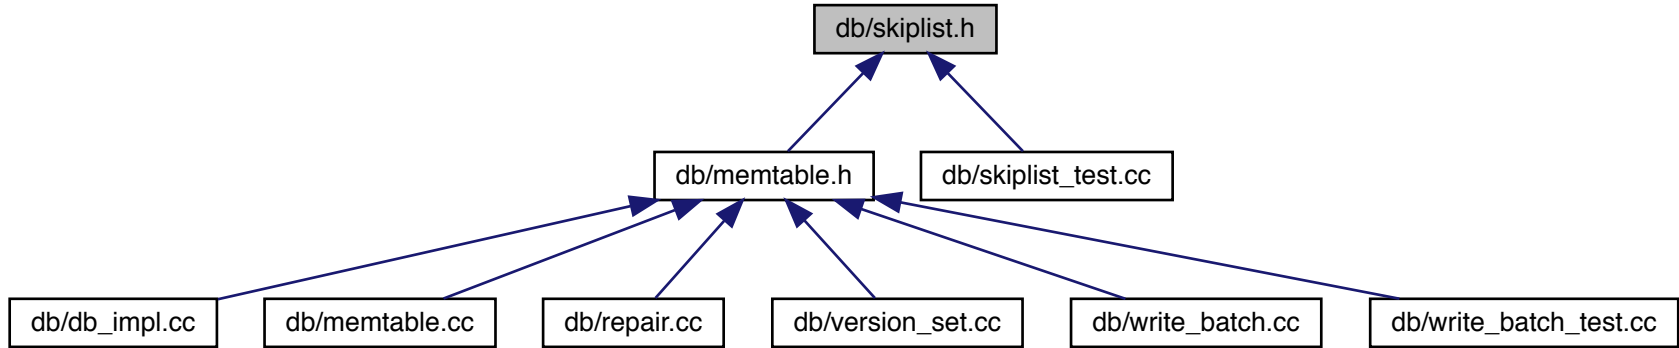 db/skiplist.h
db/memtable.h
db/skiplist_test.cc
db/db_impl.cc
db/memtable.cc
db/repair.cc
db/version_set.cc
db/write_batch.cc
db/write_batch_test.cc